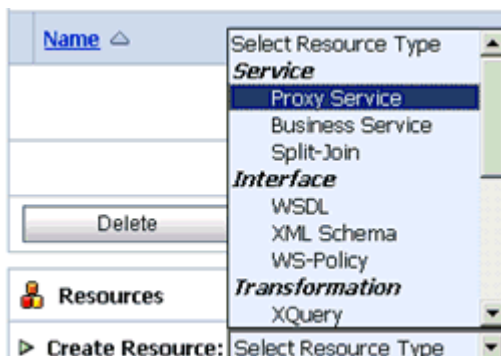 Name
Select Resource Type
Service
Proxy Service
Business Service
Split-Join
Interface
WSDL
XML Schema
WS-Policy
Transformation
XQuery
Delete
Resources
Create Resource: Select Resource Type